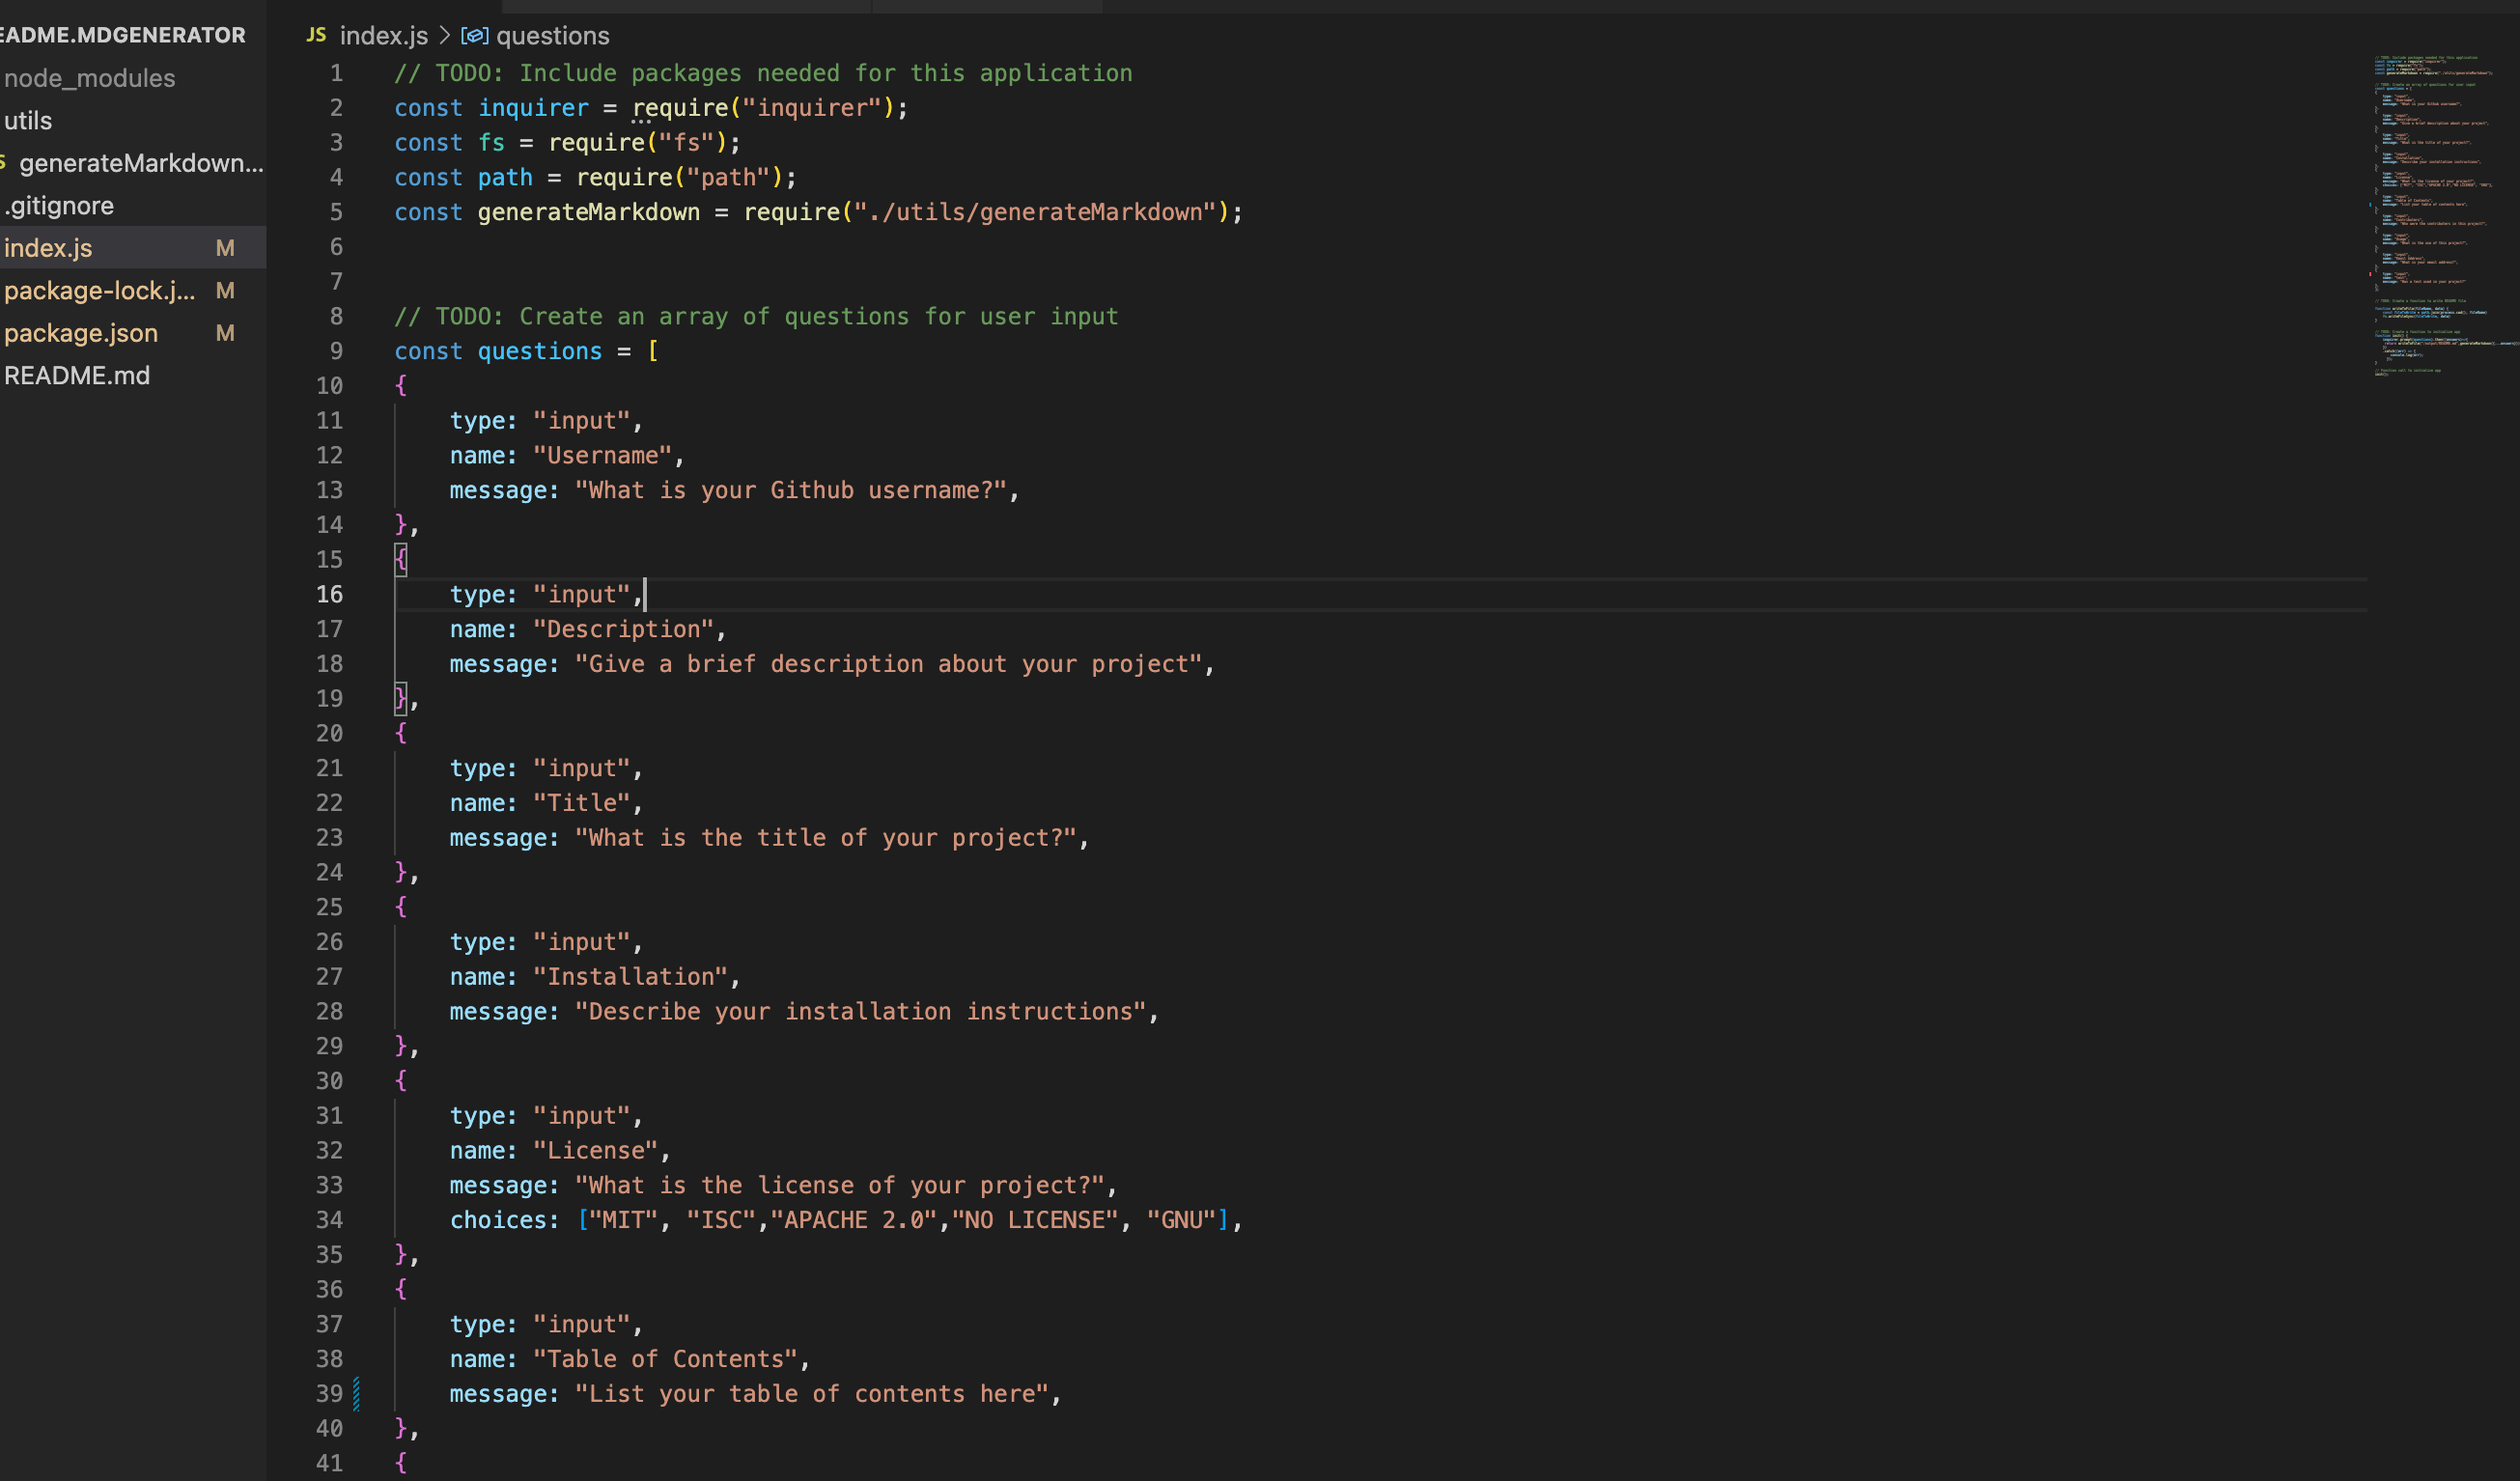 EADME.MDGENERATOR
node_modules
utils
generateMarkdown...
.gitignore
index.js M
package-lock.j... M
package.json M
README.md
JS index.js > questions
1 // TODO: Include packages needed for this application
2 const inquirer = require("inquirer");
3 const fs = require("fs");
4 const path = require("path");
5 const generateMarkdown = require("./utils/generateMarkdown");
6
7
8 // TODO: Create an array of questions for user input
9 const questions = [
10 {
11 type: "input",
12 name: "Username",
13 message: "What is your Github username?",
14 },
15 {
16 type: "input",
17 name: "Description",
18 message: "Give a brief description about your project",
19 },
20 {
21 type: "input",
22 name: "Title",
23 message: "What is the title of your project?",
24 },
25 {
26 type: "input",
27 name: "Installation",
28 message: "Describe your installation instructions",
29 },
30 {
31 type: "input",
32 name: "License",
33 message: "What is the license of your project?",
34 choices: ["MIT", "ISC","APACHE 2.0","NO LICENSE", "GNU"],
35 },
36 {
37 type: "input",
38 name: "Table of Contents",
39 message: "List your table of contents here",
40 },
41 {